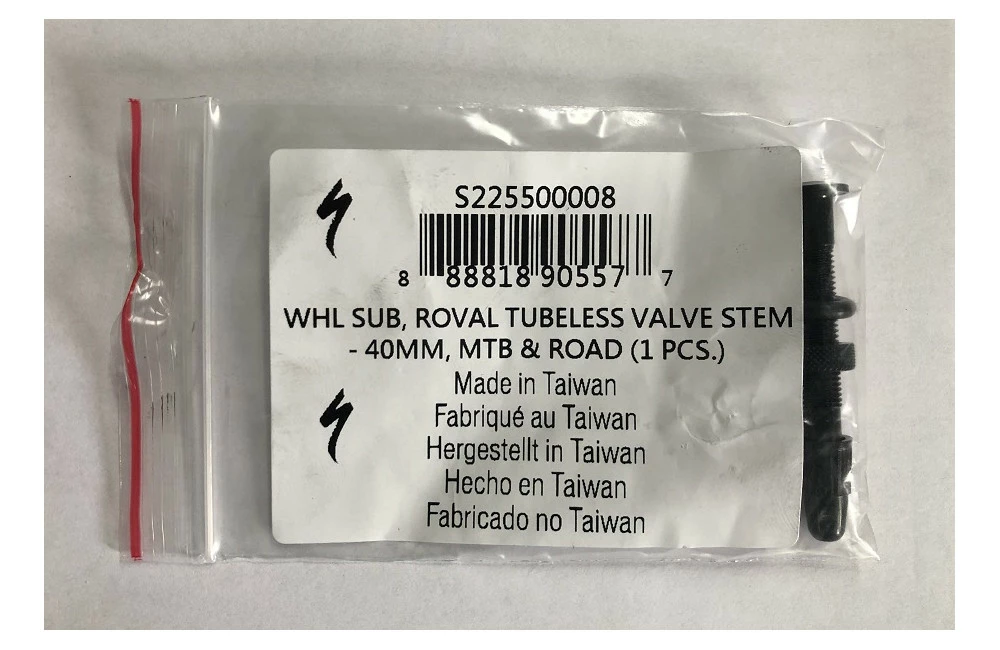 S225500008
8 88818 90557 7
WHL SUB, ROVAL TUBELESS VALVE STEM
- 40MM, MTB & ROAD (1 PCS.)
Made in Taiwan
Fabriqué au Taiwan
Hergestellt in Taiwan
Hecho en Taiwan
Fabricado no Taiwan